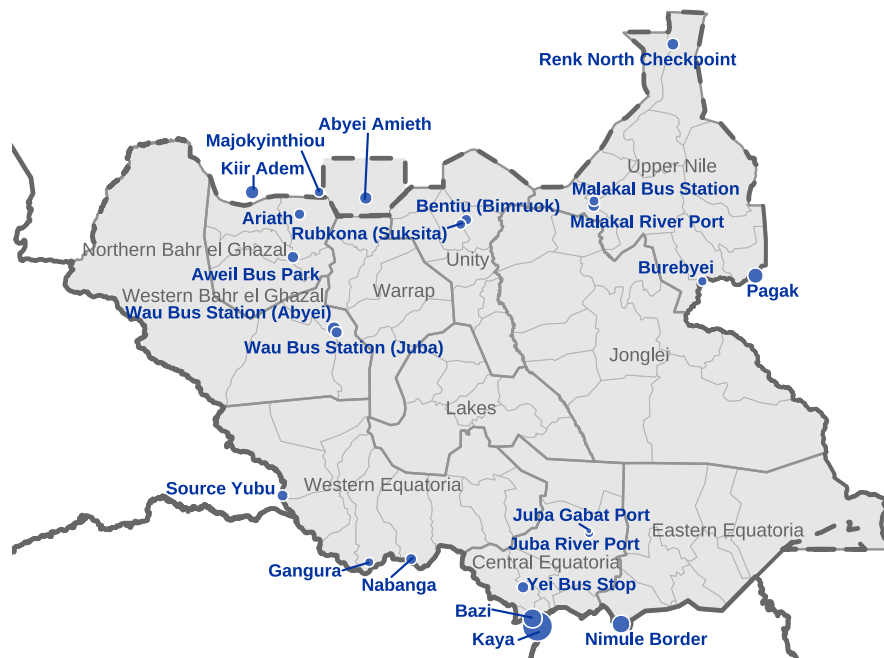 Renk North Checkpoint
Abyei Amieth
Majokyinthiou
Kiir Adem
Upper Nile
Malakal Bus Station
Bentiu (Bimruok)
Ariath
Malakal River Port
Rubkona (Suksita)
Northern Bahr el Ghazal
Unity
Burebyei
Aweil Bus Park
Pagak
Warrap
Western Bahr el Ghazal
Wau Bus Station (Abyei)
Wau Bus Station (Juba)
Jonglei
Lakes
Western Equatoria
Source Yubu
Juba Gabat Port
Eastern Equatoria
Juba River Port
Central Equatoria
Gangura
Nabanga
Yei Bus Stop
Bazi
Kaya
Nimule Border